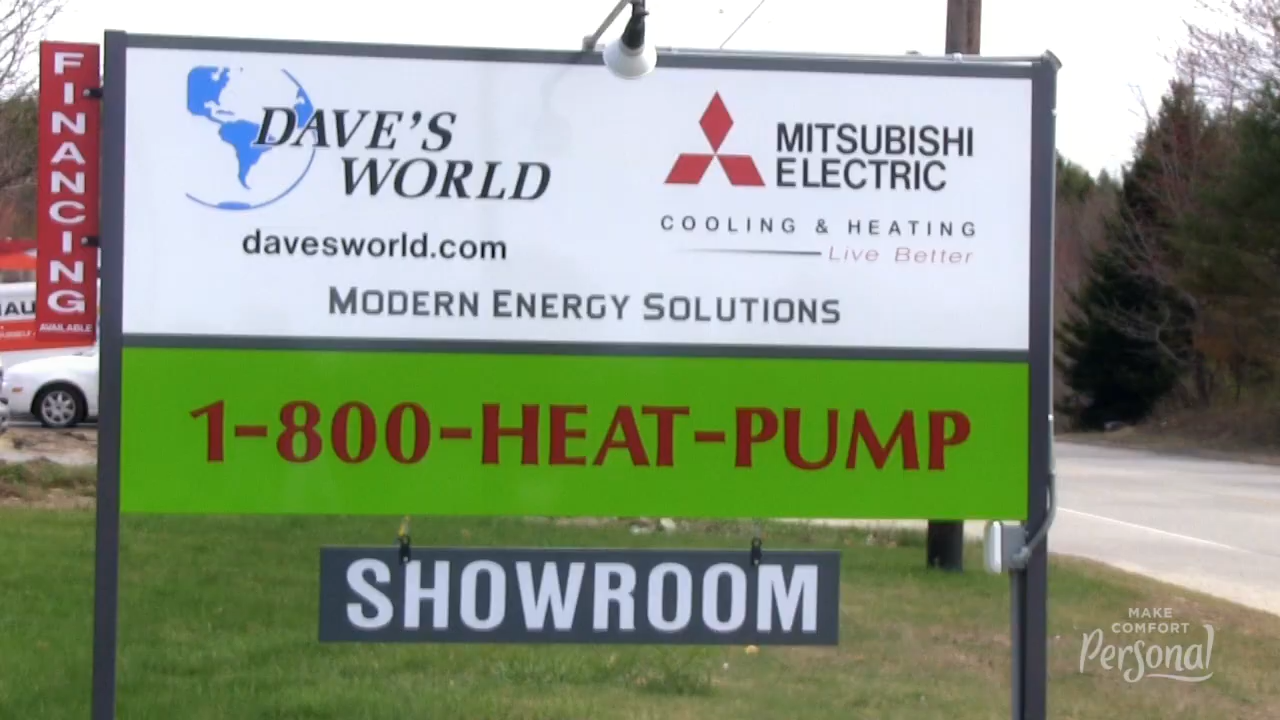 FINANCING
AVAILABLE
DAVE'S
WORLD
davesworld.com
MITSUBISHI
ELECTRIC
COOLING & HEATING
Live Better
MODERN ENERGY SOLUTIONS
1-800-HEAT-PUMP
SHOWROOM
MAKE
COMFORT
Personal